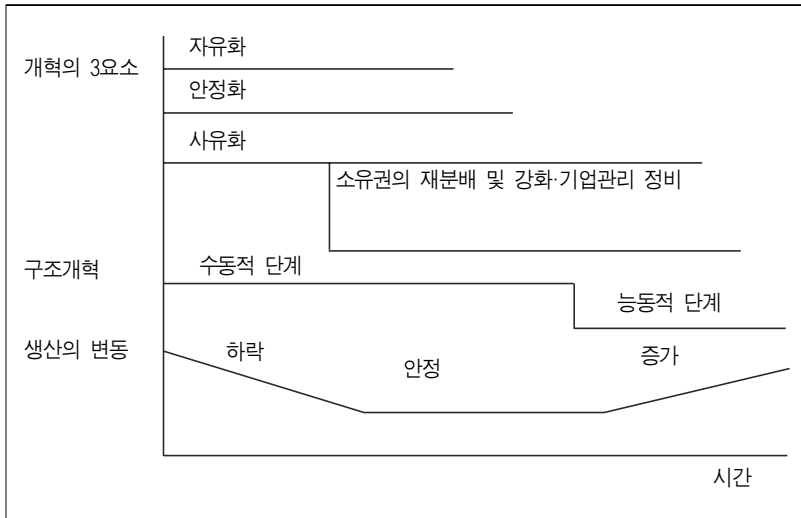 자유화
개혁의 3요소
안정화
사유화
소유권의 재분배 및 강화·기업관리 정비
구조개혁
수동적 단계
능동적 단계
생산의 변동
하락
안정
증가
시간